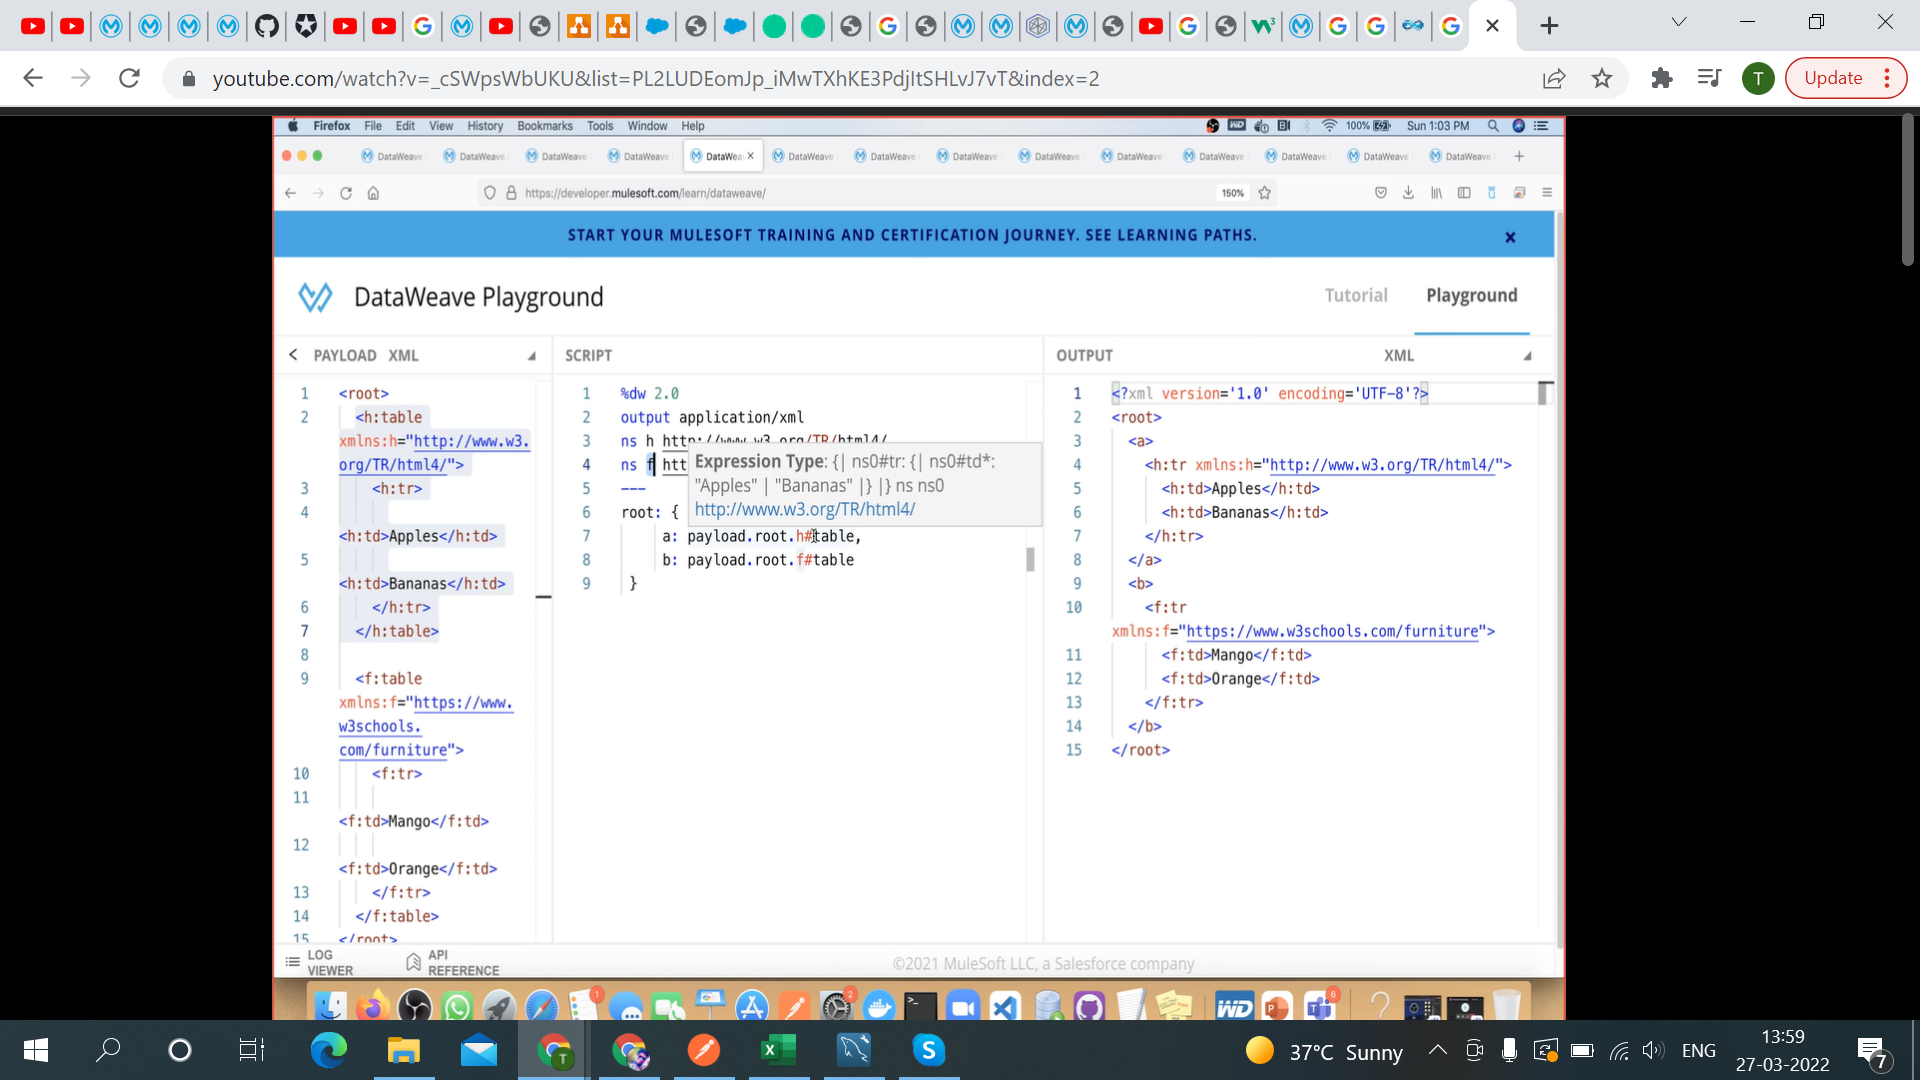 youtube.com/watch?v=_cSWpsWbUKU&list=PL2LUDEomJp_iMwTXhKE3PdjItSHLvJ7vT&index=2
T
Update
Firefox File Edit View History Bookmarks Tools Window Help
100% Sun 1:03 PM
DataWeave DataWeave DataWeave DataWeave DataWea DataWeave DataWeave DataWeave DataWeave DataWeave DataWeave DataWeave DataWeave DataWeave
https://developer.mulesoft.com/learn/dataweave/ 150%
START YOUR MULESOFT TRAINING AND CERTIFICATION JOURNEY. SEE LEARNING PATHS.
DataWeave Playground
Tutorial Playground
PAYLOAD XML
1 <root>
2 <h:table
xmlns:h="http://www.w3.
org/TR/html4/">
3 <h:tr>
4
<h:td>Apples</h:td>
5
<h:td>Bananas</h:td>
6 </h:tr>
7 </h:table>
8
9 <f:table
xmlns:f="https://www.
w3schools.
com/furniture">
10 <f:tr>
11
<f:td>Mango</f:td>
12
<f:td>Orange</f:td>
13 </f:tr>
14 </f:table>
15 </root>
SCRIPT
1 %dw 2.0
2 output application/xml
3 ns h http://www.w3.org/TR/html4/
4 ns f htt
5 ---
6 root: {
7 a: payload.root.h#table,
8 b: payload.root.f#table
9 }
Expression Type: {| ns0#tr: {| ns0#td*:
"Apples" | "Bananas" |} |} ns ns0
http://www.w3.org/TR/html4/
OUTPUT XML
1 <?xml version='1.0' encoding='UTF-8'?>
2 <root>
3 <a>
4 <h:tr xmlns:h="http://www.w3.org/TR/html4/">
5 <h:td>Apples</h:td>
6 <h:td>Bananas</h:td>
7 </h:tr>
8 </a>
9 <b>
10 <f:tr
xmlns:f="https://www.w3schools.com/furniture">
11 <f:td>Mango</f:td>
12 <f:td>Orange</f:td>
13 </f:tr>
14 </b>
15 </root>
LOG
VIEWER
API
REFERENCE
©2021 MuleSoft LLC, a Salesforce company
1 2 WD 6
37°C Sunny
ENG
13:59
27-03-2022
7